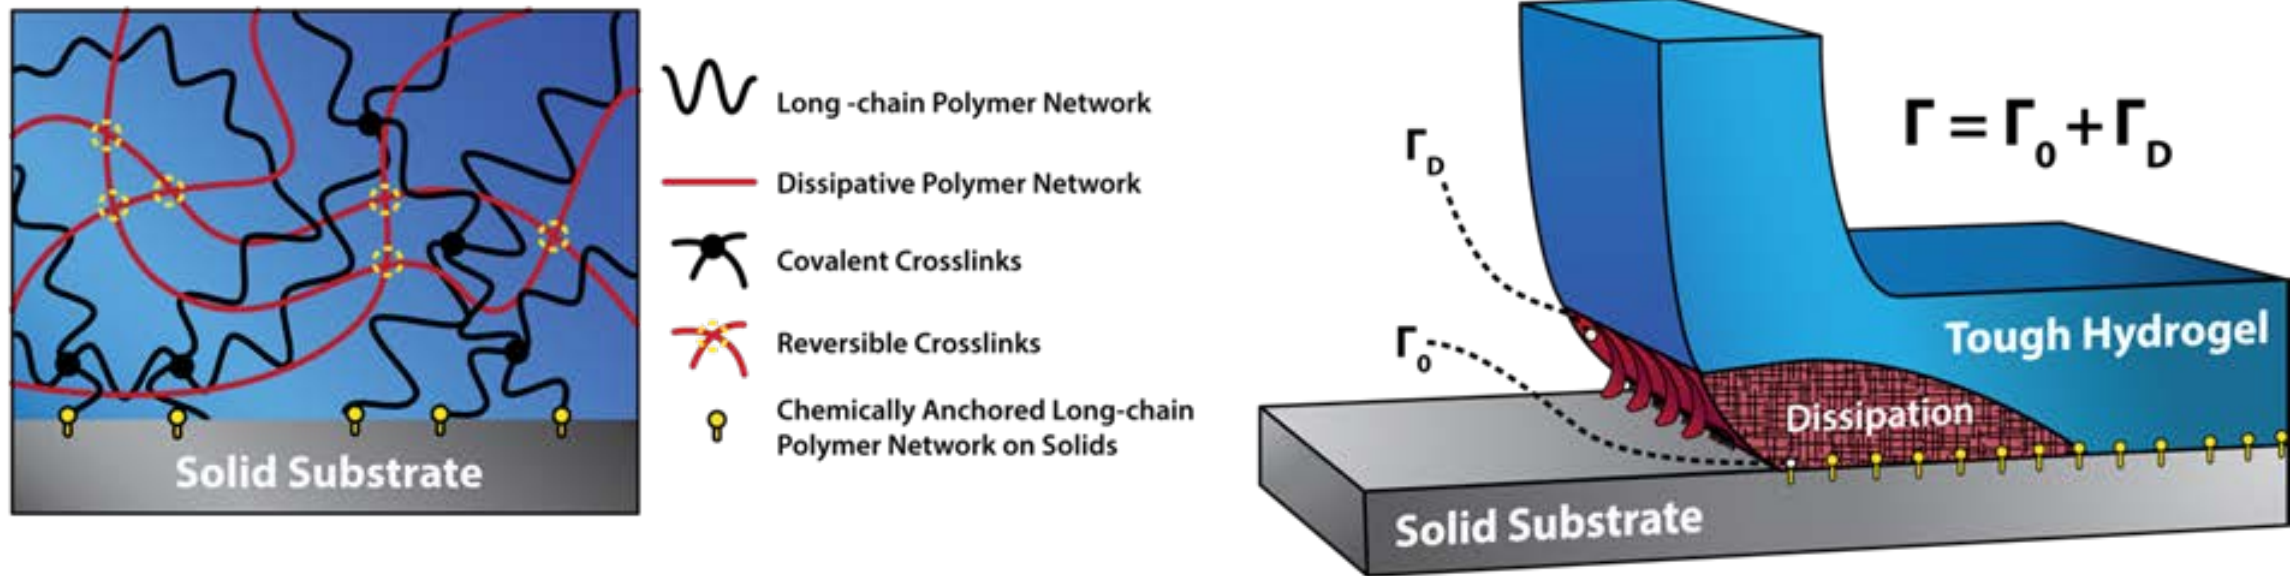 Solid Substrate
Long -chain Polymer Network
Dissipative Polymer Network
Covalent Crosslinks
Reversible Crosslinks
Chemically Anchored Long-chain
Polymer Network on Solids
Γ = Γ0 + ΓD
ΓD
Γ0
Tough Hydrogel
Dissipation
Solid Substrate